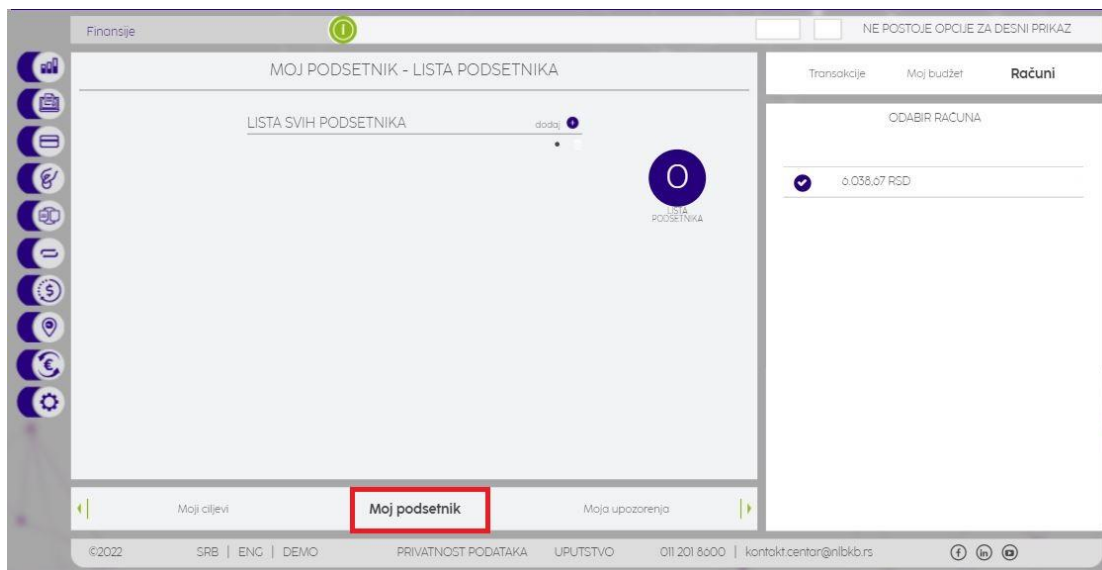 Finansije
NE POSTOJE OPCIJE ZA DESNI PRIKAZ
MOJ PODSETNIK - LISTA PODSETNIKA
LISTA SVIH PODSETNIKA
dodaj
0
LISTA
PODSETNIKA
Transakcije Moj budžet Računi
ODABIR RAČUNA
6.038,67 RSD
Moji ciljevi Moj podsetnik Moja upozorenja
©2022 SRB | ENG | DEMO PRIVATNOST PODATAKA UPUTSTVO 011 201 8600 | kontakt.centar@nlbkb.rs